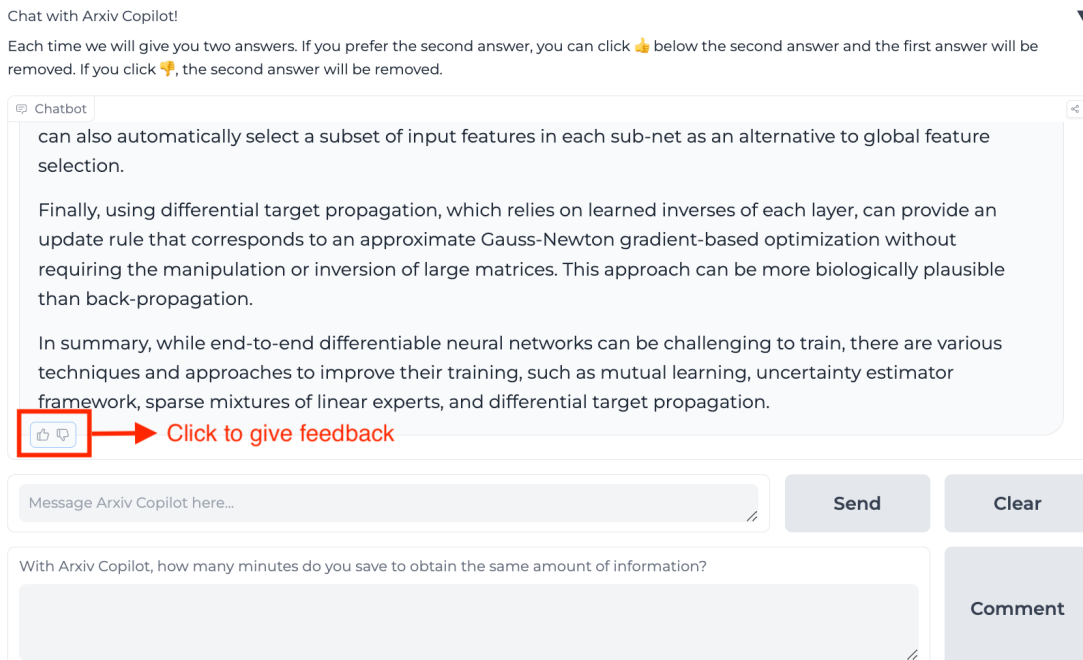 Chat with Arxiv Copilot!
Each time we will give you two answers. If you prefer the second answer, you can click 👍 below the second answer and the first answer will be
removed. If you click 👎, the second answer will be removed.
Chatbot
can also automatically select a subset of input features in each sub-net as an alternative to global feature
selection.
Finally, using differential target propagation, which relies on learned inverses of each layer, can provide an
update rule that corresponds to an approximate Gauss-Newton gradient-based optimization without
requiring the manipulation or inversion of large matrices. This approach can be more biologically plausible
than back-propagation.
In summary, while end-to-end differentiable neural networks can be challenging to train, there are various
techniques and approaches to improve their training, such as mutual learning, uncertainty estimator
framework, sparse mixtures of linear experts, and differential target propagation.
Click to give feedback
Message Arxiv Copilot here...
Send
Clear
With Arxiv Copilot, how many minutes do you save to obtain the same amount of information?
Comment